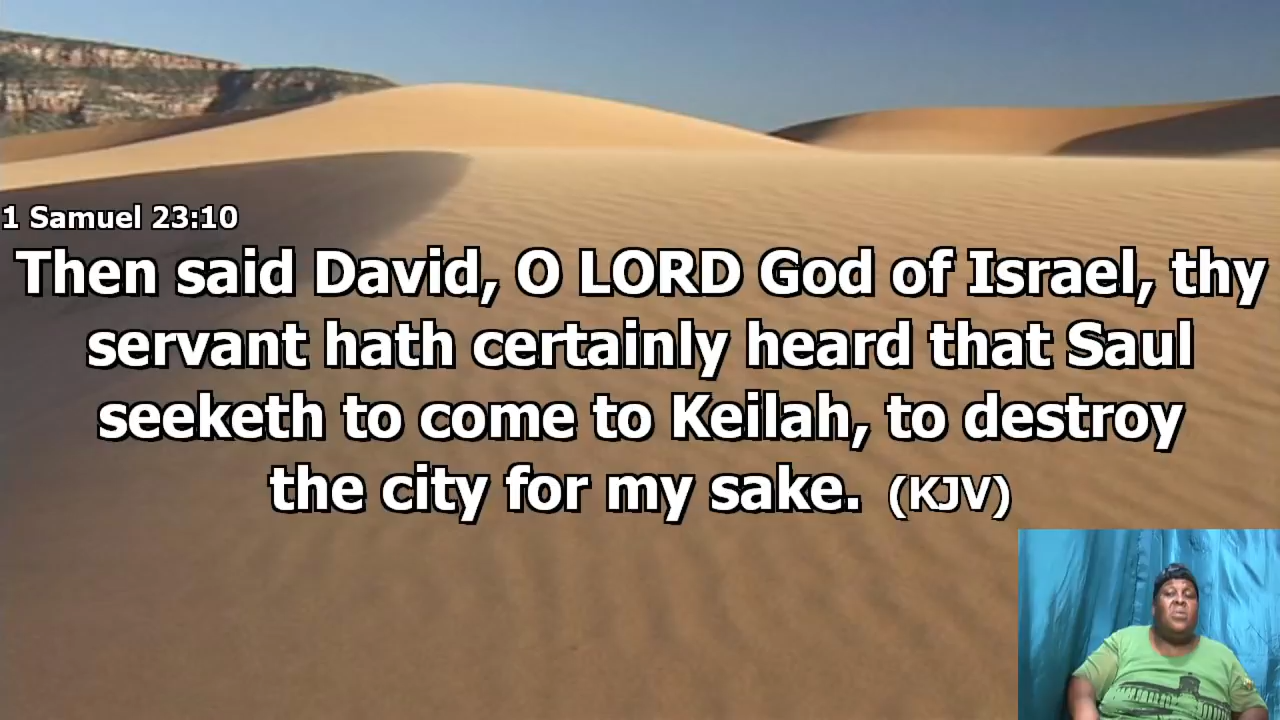 1 Samuel 23:10
Then said David, O LORD God of Israel, thy
servant hath certainly heard that Saul
seeketh to come to Keilah, to destroy
the city for my sake. (KJV)